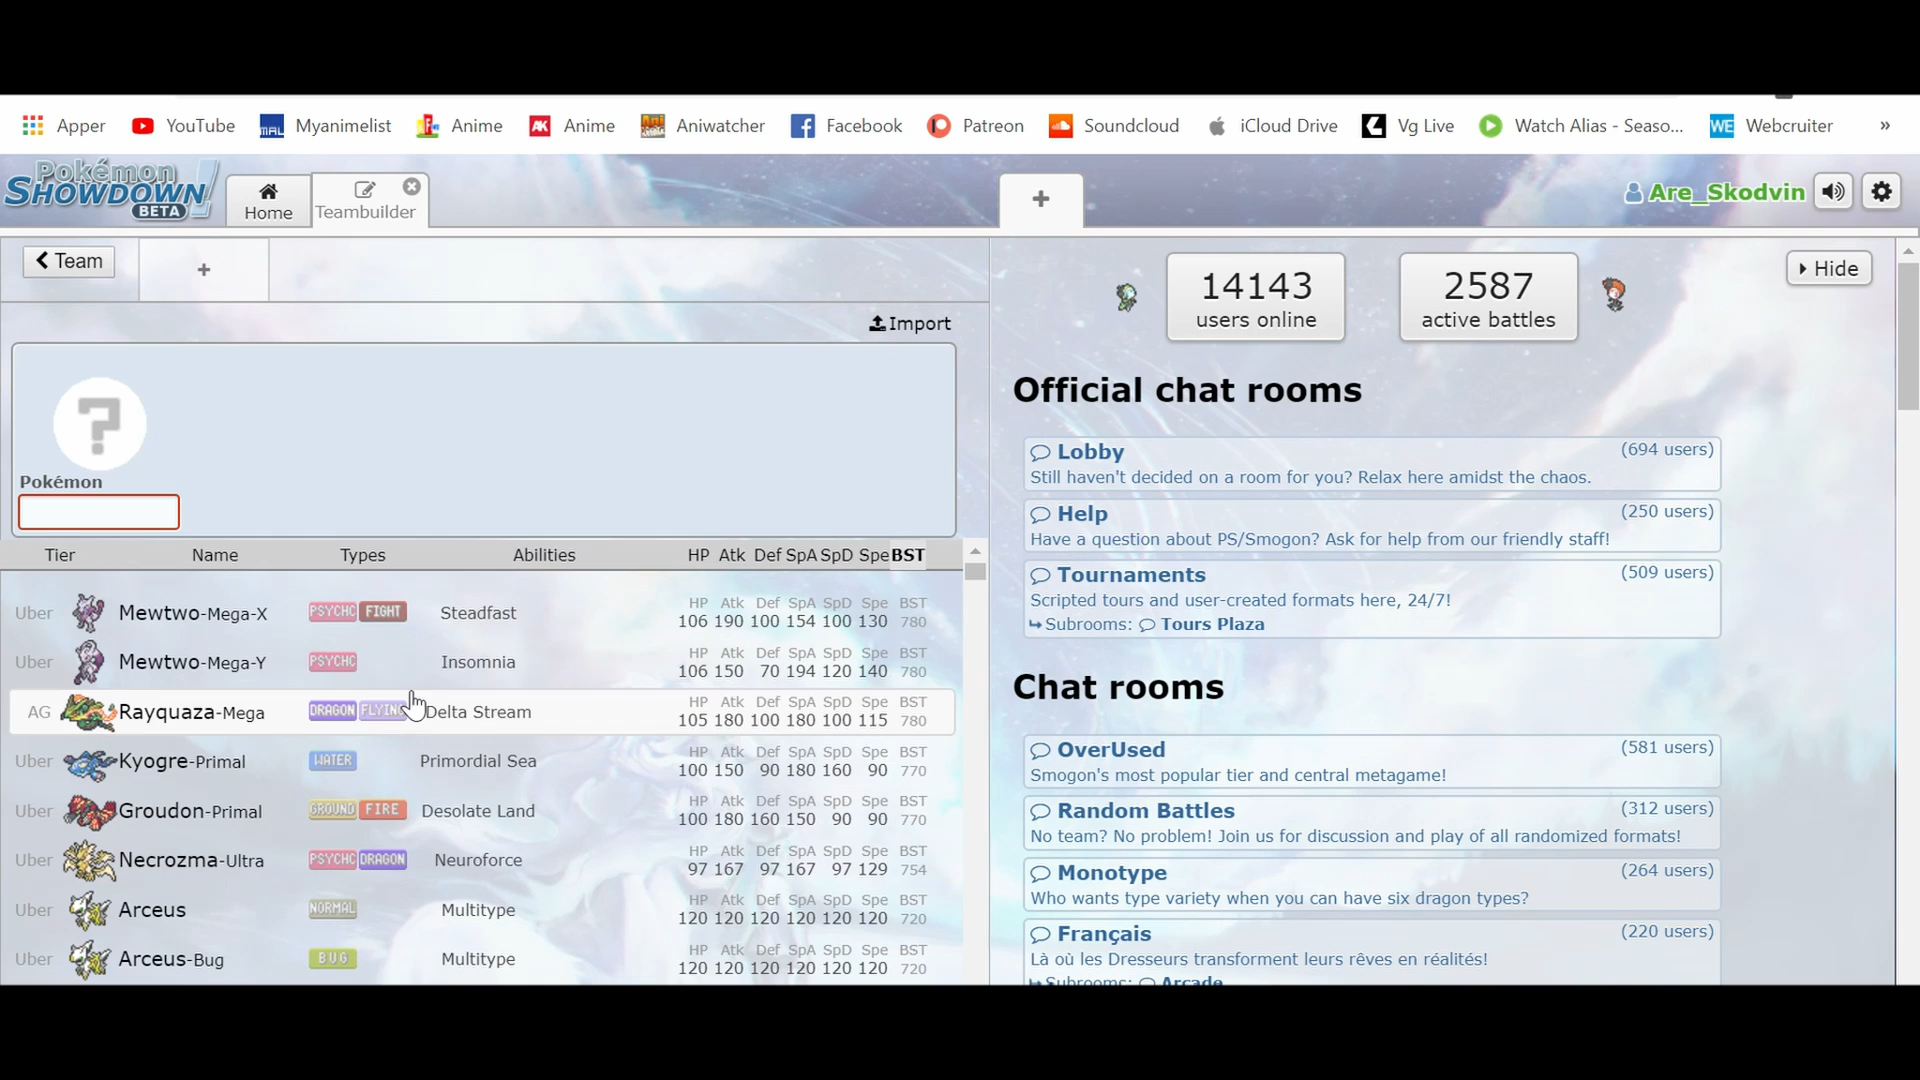 Apper YouTube MAL Myanimelist Anime AK Anime Aniwatcher Facebook Patreon Soundcloud iCloud Drive Vg Live Watch Alias - Seaso... WE Webcruiter »
Pokémon
SHOWDOWN!
BETA
Home
Teambuilder
+
Are_Skodvin
Team
+
Import
Pokémon
Tier Name Types Abilities HP Atk Def SpA SpD Spe BST
HP Atk Def SpA SpD Spe BST
Uber Mewtwo-Mega-X PSYCHC FIGHT Steadfast 106 190 100 154 100 130 780
HP Atk Def SpA SpD Spe BST
Uber Mewtwo-Mega-Y PSYCHC Insomnia 106 150 70 194 120 140 780
HP Atk Def SpA SpD Spe BST
AG Rayquaza-Mega DRAGON FLYING Delta Stream 105 180 100 180 100 115 780
HP Atk Def SpA SpD Spe BST
Uber Kyogre-Primal WATER Primordial Sea 100 150 90 180 160 90 770
HP Atk Def SpA SpD Spe BST
Uber Groudon-Primal GROUND FIRE Desolate Land 100 180 160 150 90 90 770
HP Atk Def SpA SpD Spe BST
Uber Necrozma-Ultra PSYCHC DRAGON Neuroforce 97 167 97 167 97 129 754
HP Atk Def SpA SpD Spe BST
Uber Arceus NORMAL Multitype 120 120 120 120 120 120 720
HP Atk Def SpA SpD Spe BST
Uber Arceus-Bug BUG Multitype 120 120 120 120 120 120 720
14143
users online
2587
active battles
Hide
Official chat rooms
Lobby (694 users)
Still haven't decided on a room for you? Relax here amidst the chaos.
Help (250 users)
Have a question about PS/Smogon? Ask for help from our friendly staff!
Tournaments (509 users)
Scripted tours and user-created formats here, 24/7!
Subrooms: Tours Plaza
Chat rooms
OverUsed (581 users)
Smogon's most popular tier and central metagame!
Random Battles (312 users)
No team? No problem! Join us for discussion and play of all randomized formats!
Monotype (264 users)
Who wants type variety when you can have six dragon types?
Français (220 users)
Là où les Dresseurs transforment leurs rêves en réalités!
Subrooms: Arcade